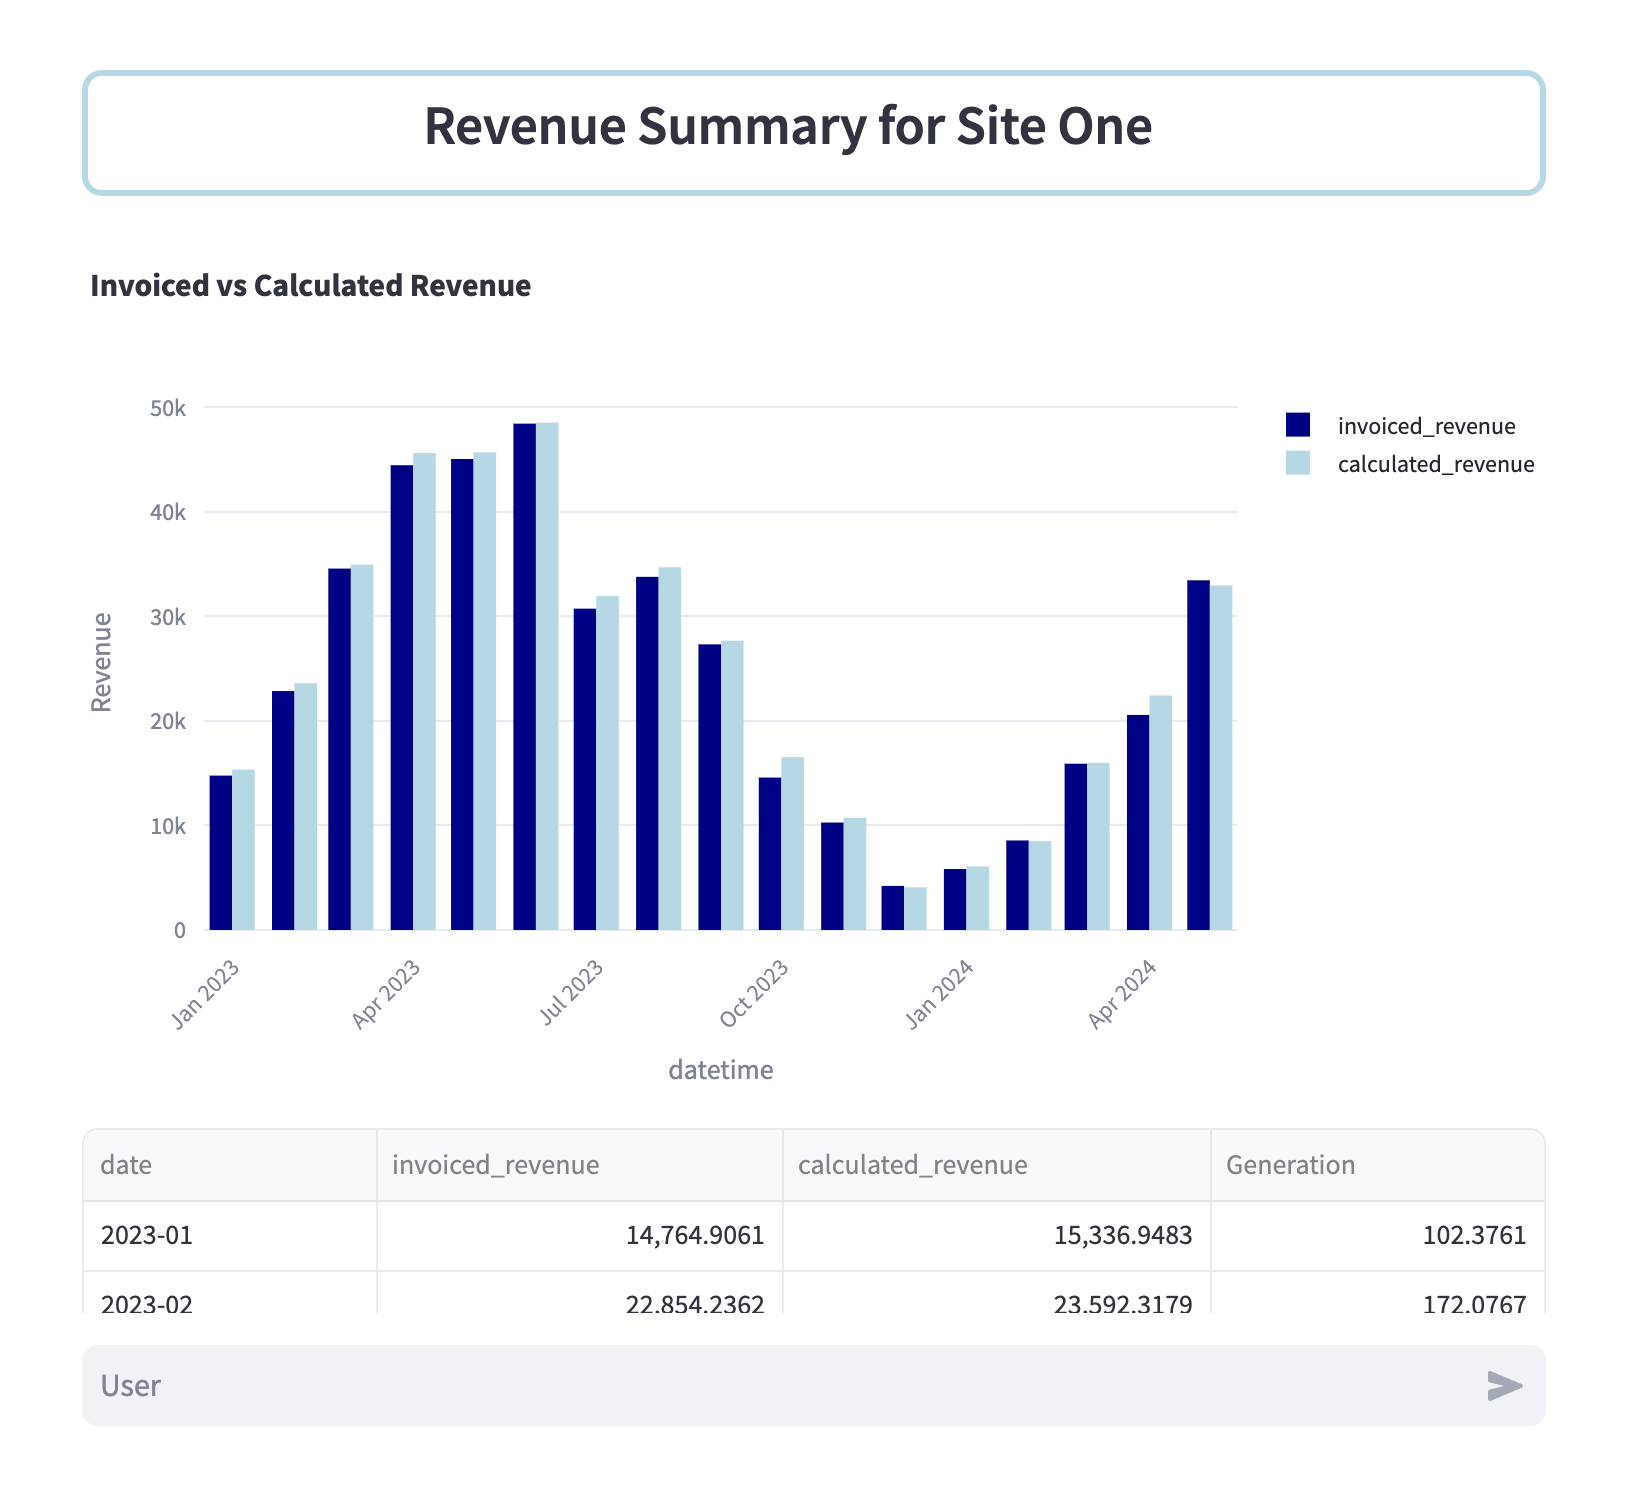 Revenue Summary for Site One
Invoiced vs Calculated Revenue
50k
40k
30k
20k
10k
0
Revenue
invoiced_revenue
calculated_revenue
Jan 2023
Apr 2023
Jul 2023
Oct 2023
Jan 2024
Apr 2024
datetime
date invoiced_revenue calculated_revenue Generation
2023-01 14,764.9061 15,336.9483 102.3761
2023-02 22,854.2362 23,592.3179 172.0767
User